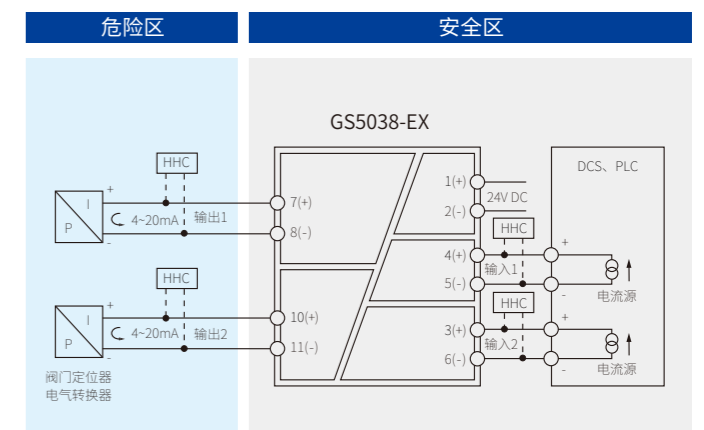 危险区
安全区
GS5038-EX
HHC
DCS、PLC
1(+)
24V DC
2(-)
I
P
+
-
4~20mA
输出1
7(+)
8(-)
HHC
4(+)
输入1
5(-)
+
-
电流源
HHC
I
P
+
-
4~20mA
输出2
10(+)
11(-)
HHC
3(+)
输入2
6(-)
+
-
电流源
阀门定位器
电气转换器